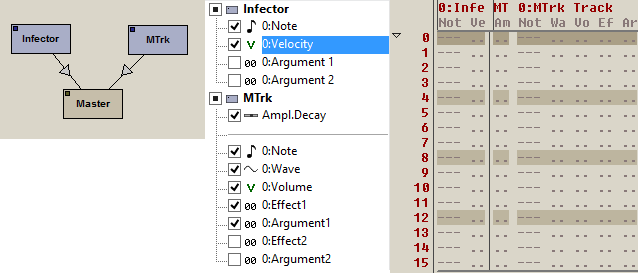 Infector
MTrk
Master
Infector
0:Note
0:Velocity
0:Argument 1
0:Argument 2
MTrk
Ampl.Decay
0:Note
0:Wave
0:Volume
0:Effect1
0:Argument1
0:Effect2
0:Argument2
0:Infe MT 0:MTrk Track
Not Ve Am Not Wa Vo Ef Ar
0
1
2
3
4
5
6
7
8
9
10
11
12
13
14
15